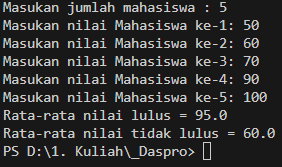 Masukan jumlah mahasiswa : 5
Masukan nilai Mahasiswa ke-1: 50
Masukan nilai Mahasiswa ke-2: 60
Masukan nilai Mahasiswa ke-3: 70
Masukan nilai Mahasiswa ke-4: 90
Masukan nilai Mahasiswa ke-5: 100
Rata-rata nilai lulus = 95.0
Rata-rata nilai tidak lulus = 60.0
PS D:\1. Kuliah\_Daspro>